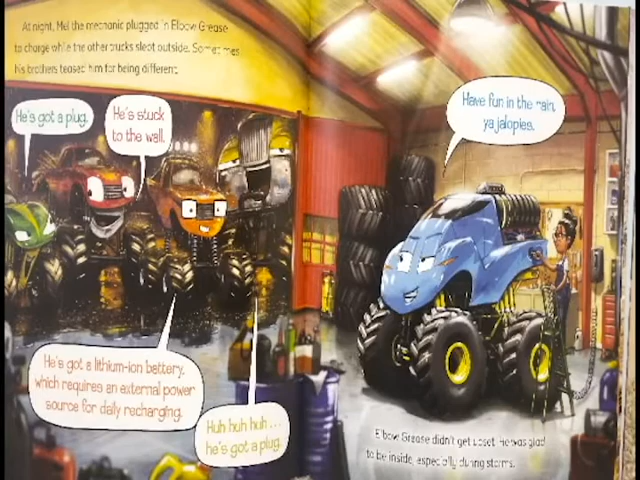 At night, Mel the mechanic plugged in Elbow Grease
to charge while the other trucks slept outside. Sometimes
his brothers teased him for being different.
He's got a plug.
He's stuck
to the wall.
He's got a lithium-ion battery,
which requires an external power
source for daily recharging.
Huh huh huh ...
he's got a plug.
Have fun in the rain,
ya jalopies.
Elbow Grease didn't get upset. He was glad
to be inside, especially during storms.